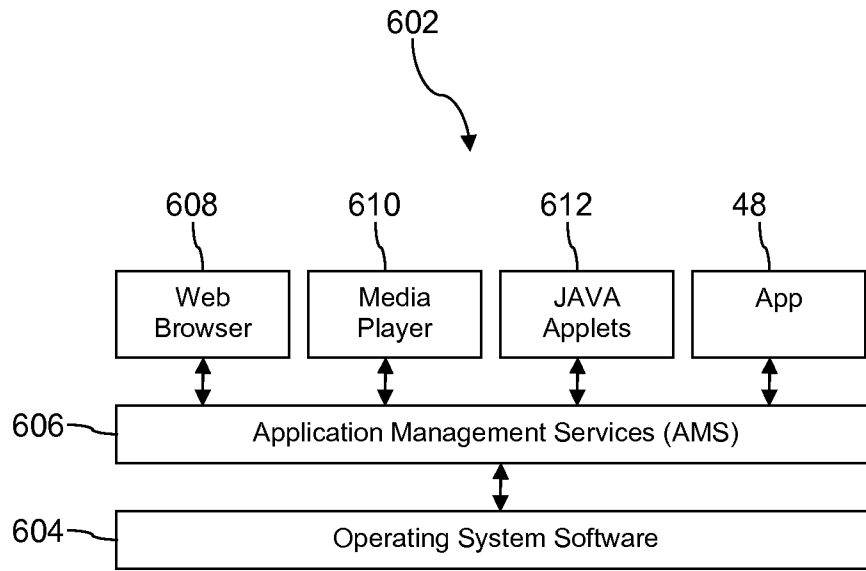 602
608
610
612
48
Web
Browser
Media
Player
JAVA
Applets
App
606
Application Management Services (AMS)
604
Operating System Software